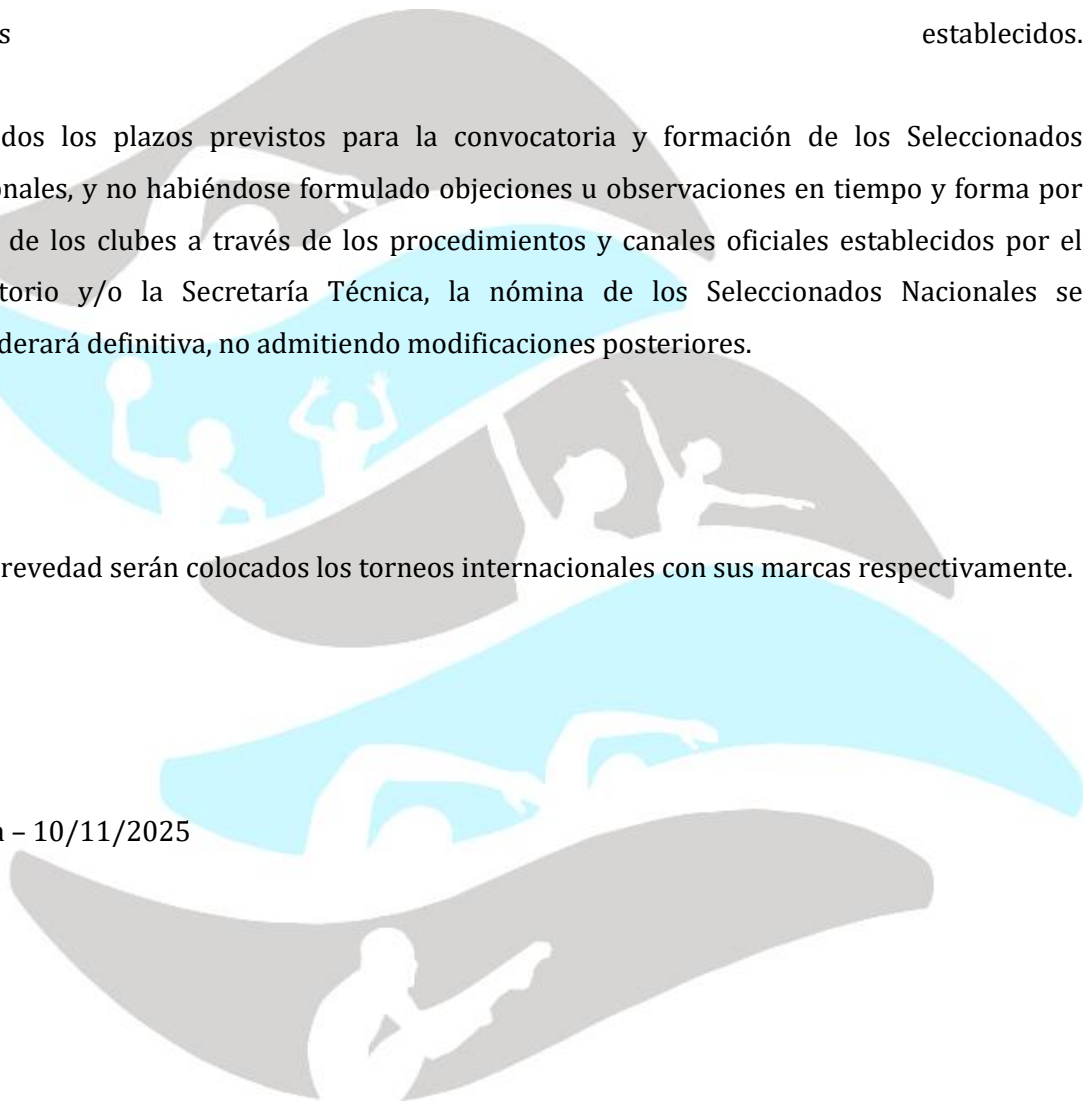 s establecidos.
dos los plazos previstos para la convocatoria y formación de los Seleccionados
onales, y no habiéndose formulado objeciones u observaciones en tiempo y forma por
de los clubes a través de los procedimientos y canales oficiales establecidos por el
torio y/o la Secretaría Técnica, la nómina de los Seleccionados Nacionales se
derará definitiva, no admitiendo modificaciones posteriores.
revedad serán colocados los torneos internacionales con sus marcas respectivamente.
– 10/11/2025